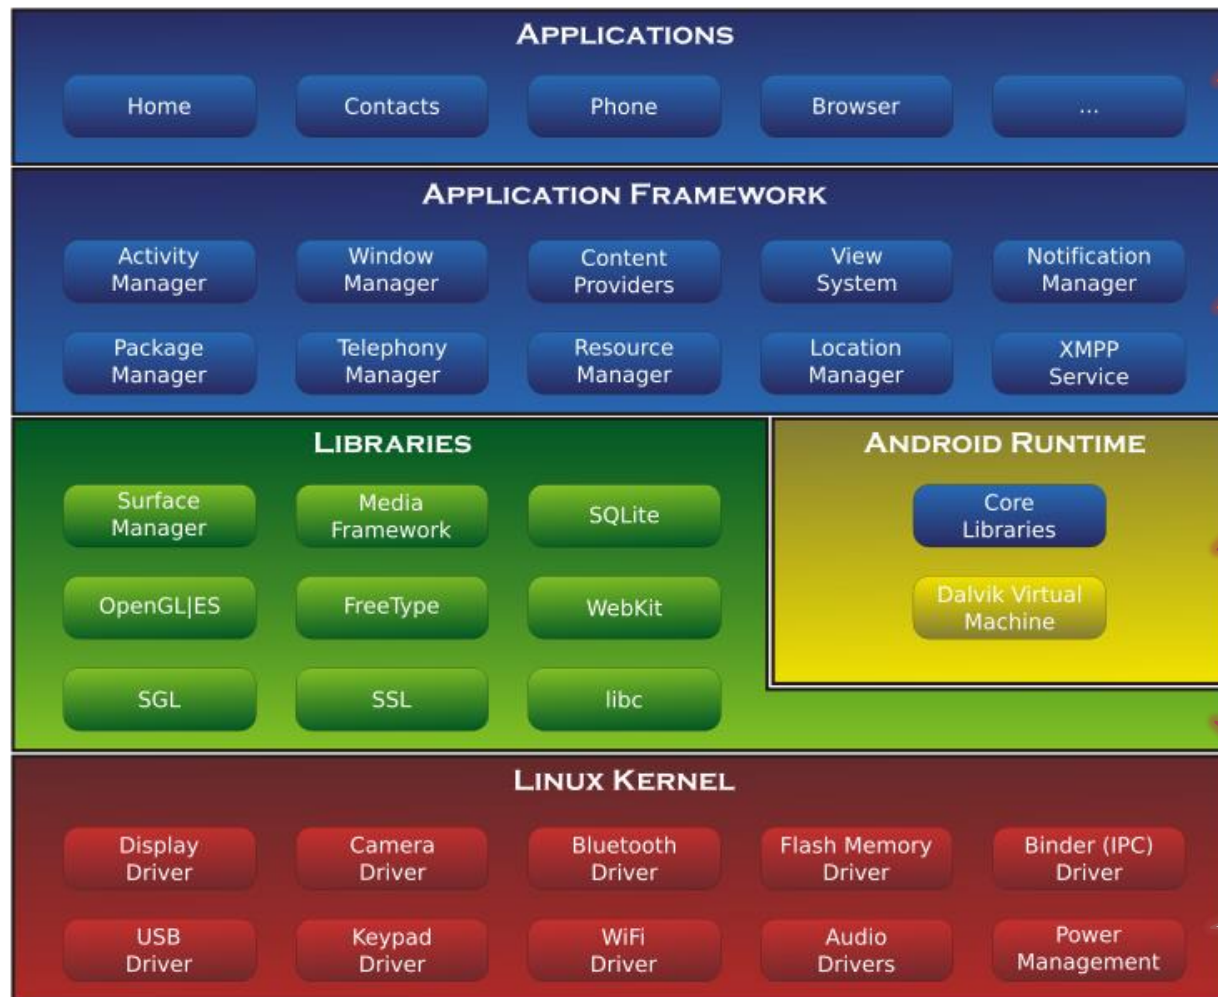 APPLICATIONS
Home
Contacts
Phone
Browser
...
APPLICATION FRAMEWORK
Activity
Manager
Window
Manager
Content
Providers
View
System
Notification
Manager
Package
Manager
Telephony
Manager
Resource
Manager
Location
Manager
XMPP
Service
LIBRARIES
Surface
Manager
Media
Framework
SQLite
OpenGL|ES
FreeType
WebKit
SGL
SSL
libc
ANDROID RUNTIME
Core
Libraries
Dalvik Virtual
Machine
LINUX KERNEL
Display
Driver
Camera
Driver
Bluetooth
Driver
Flash Memory
Driver
Binder (IPC)
Driver
USB
Driver
Keypad
Driver
WiFi
Driver
Audio
Drivers
Power
Management